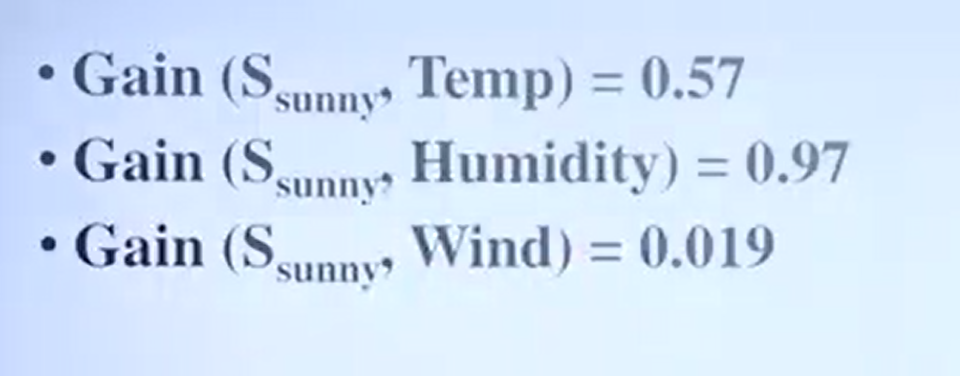 • Gain (Ssunny, Temp) = 0.57
• Gain (Ssunny, Humidity) = 0.97
• Gain (Ssunny, Wind) = 0.019